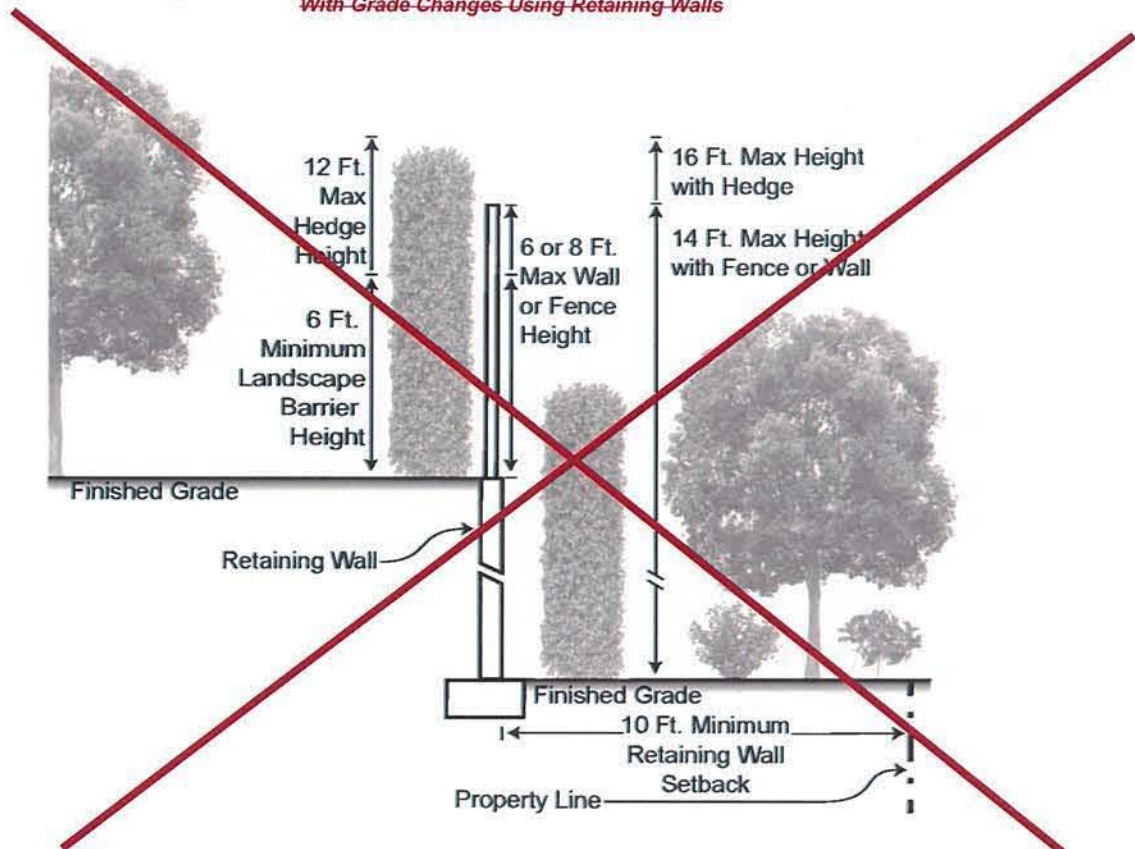 With Grade Changes Using Retaining Walls
12 Ft.
Max
Hedge
Height
6 Ft.
Minimum
Landscape
Barrier
Height
6 or 8 Ft.
Max Wall
or Fence
Height
16 Ft. Max Height
with Hedge
14 Ft. Max Height
with Fence or Wall
Finished Grade
Retaining Wall
Finished Grade
10 Ft. Minimum
Retaining Wall
Setback
Property Line